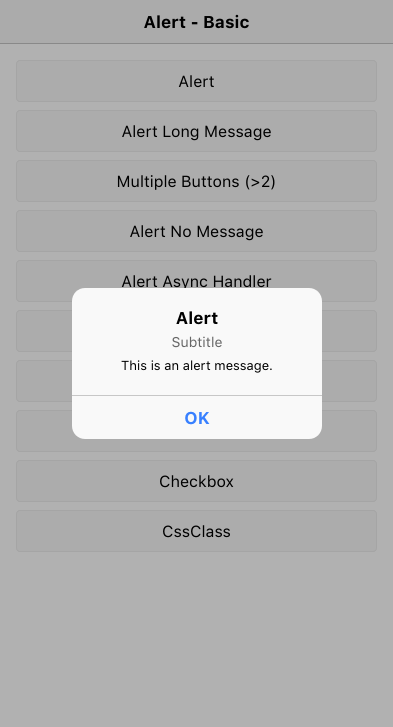 Alert - Basic
Alert
Alert Long Message
Multiple Buttons (>2)
Alert No Message
Alert Async Handler
Alert
Subtitle
This is an alert message.
OK
Checkbox
CssClass